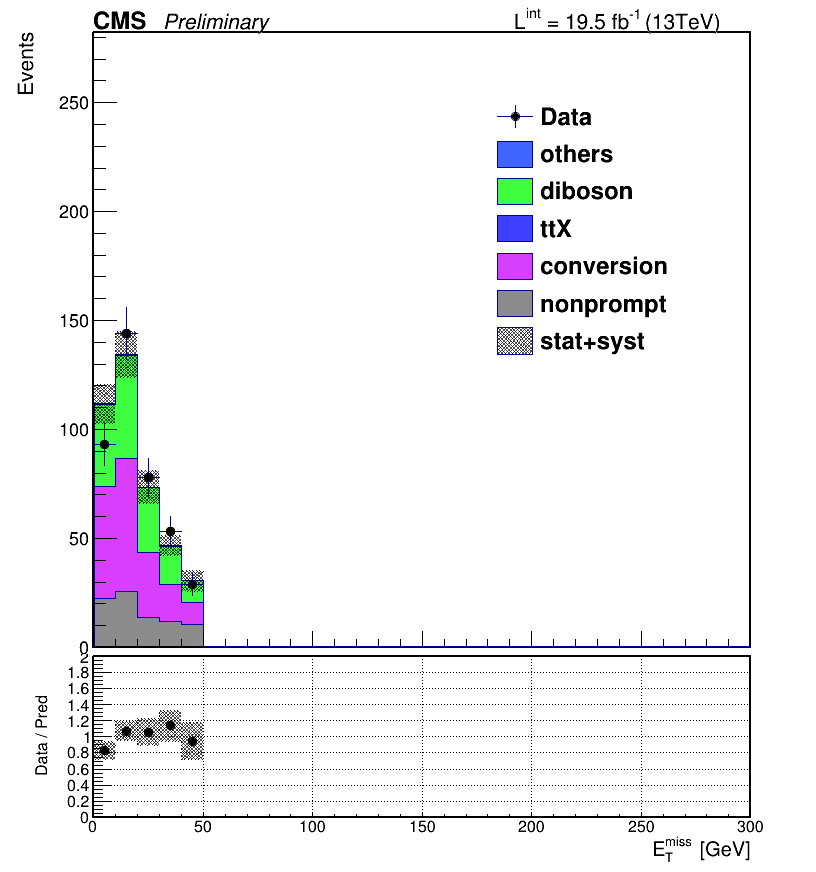 CMS Preliminary L^int = 19.5 fb^-1 (13TeV)
Events
250
200
150
100
50
0
Data
others
diboson
ttX
conversion
nonprompt
stat+syst
Data / Pred
2
1.8
1.6
1.4
1.2
1
0.8
0.6
0.4
0.2
0
0 50 100 150 200 250 300
E_T^miss [GeV]